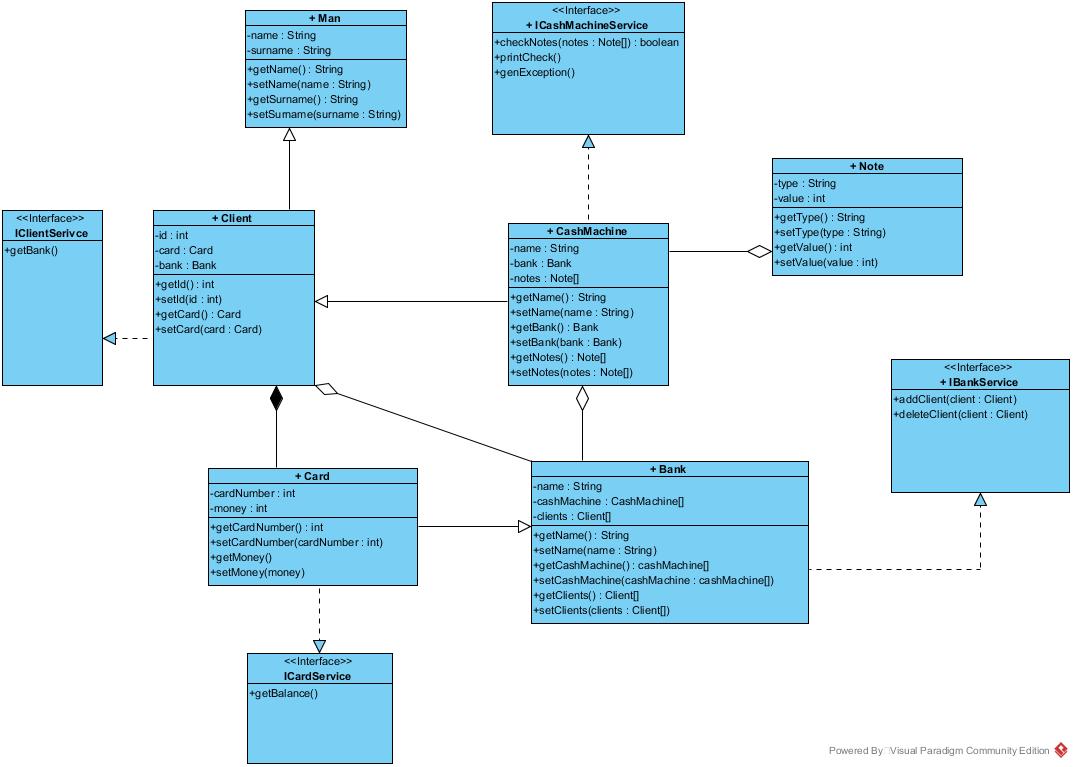 + Man
-name : String
-surname : String
+getName() : String
+setName(name : String)
+getSurname() : String
+setSurname(surname : String)
<<Interface>>
+ ICashMachineService
+checkNotes(notes : Note[]) : boolean
+printCheck()
+genException()
+ Note
-type : String
-value : int
+getType() : String
+setType(type : String)
+getValue() : int
+setValue(value : int)
<<Interface>>
IClientSerivce
+getBank()
+ Client
-id : int
-card : Card
-bank : Bank
+getId() : int
+setId(id : int)
+getCard() : Card
+setCard(card : Card)
+ CashMachine
-name : String
-bank : Bank
-notes : Note[]
+getName() : String
+setName(name : String)
+getBank() : Bank
+setBank(bank : Bank)
+getNotes() : Note[]
+setNotes(notes : Note[])
<<Interface>>
+ IBankService
+addClient(client : Client)
+deleteClient(client : Client)
+ Card
-cardNumber : int
-money : int
+getCardNumber() : int
+setCardNumber(cardNumber : int)
+getMoney()
+setMoney(money)
+ Bank
-name : String
-cashMachine : CashMachine[]
-clients : Client[]
+getName() : String
+setName(name : String)
+getCashMachine() : cashMachine[]
+setCashMachine(cashMachine : cashMachine[])
+getClients() : Client[]
+setClients(clients : Client[])
<<Interface>>
ICardService
+getBalance()
Powered By Visual Paradigm Community Edition